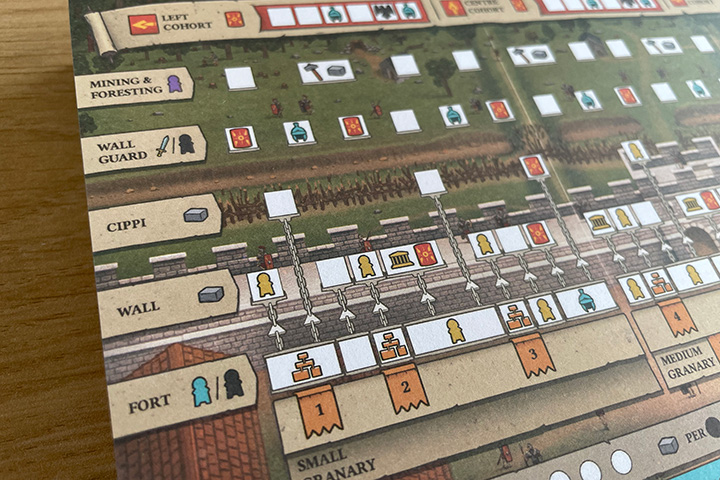 LEFT
COHORT
CENTRE
COHORT
MINING &
FORESTING
WALL
GUARD
CIPPI
WALL
FORT
1
2
3
4
SMALL
GRANARY
MEDIUM
GRANARY
PER